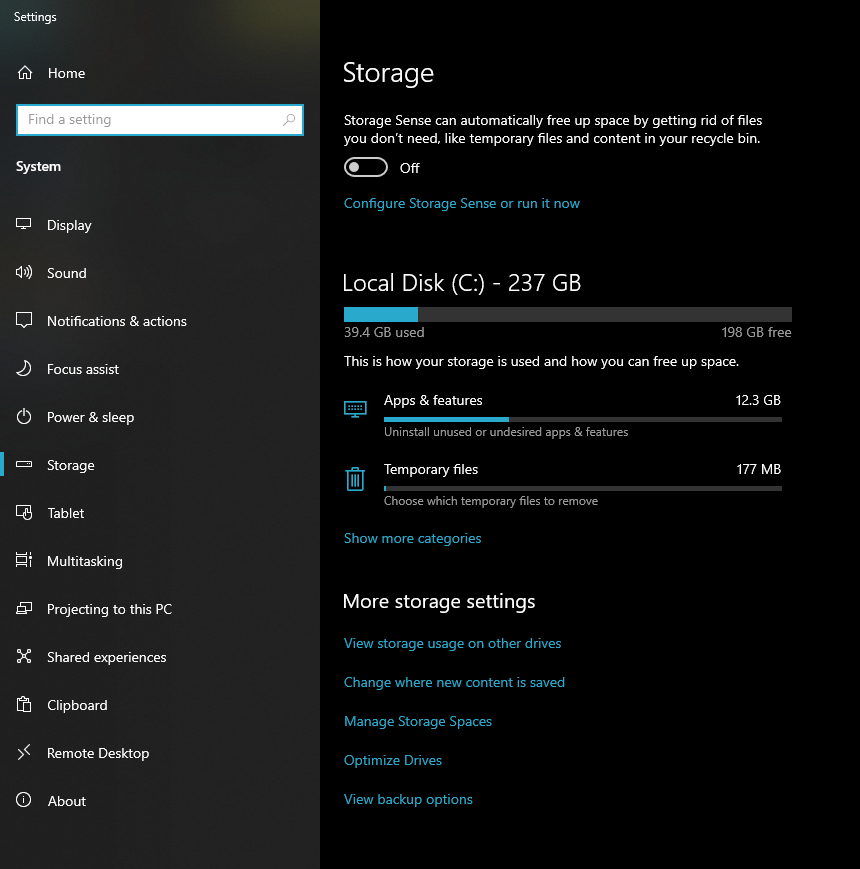 Settings
Home
Find a setting
System
Display
Sound
Notifications & actions
Focus assist
Power & sleep
Storage
Tablet
Multitasking
Projecting to this PC
Shared experiences
Clipboard
Remote Desktop
About
Storage
Storage Sense can automatically free up space by getting rid of files
you don't need, like temporary files and content in your recycle bin.
Off
Configure Storage Sense or run it now
Local Disk (C:) - 237 GB
39.4 GB used 198 GB free
This is how your storage is used and how you can free up space.
Apps & features 12.3 GB
Uninstall unused or undesired apps & features
Temporary files 177 MB
Choose which temporary files to remove
Show more categories
More storage settings
View storage usage on other drives
Change where new content is saved
Manage Storage Spaces
Optimize Drives
View backup options